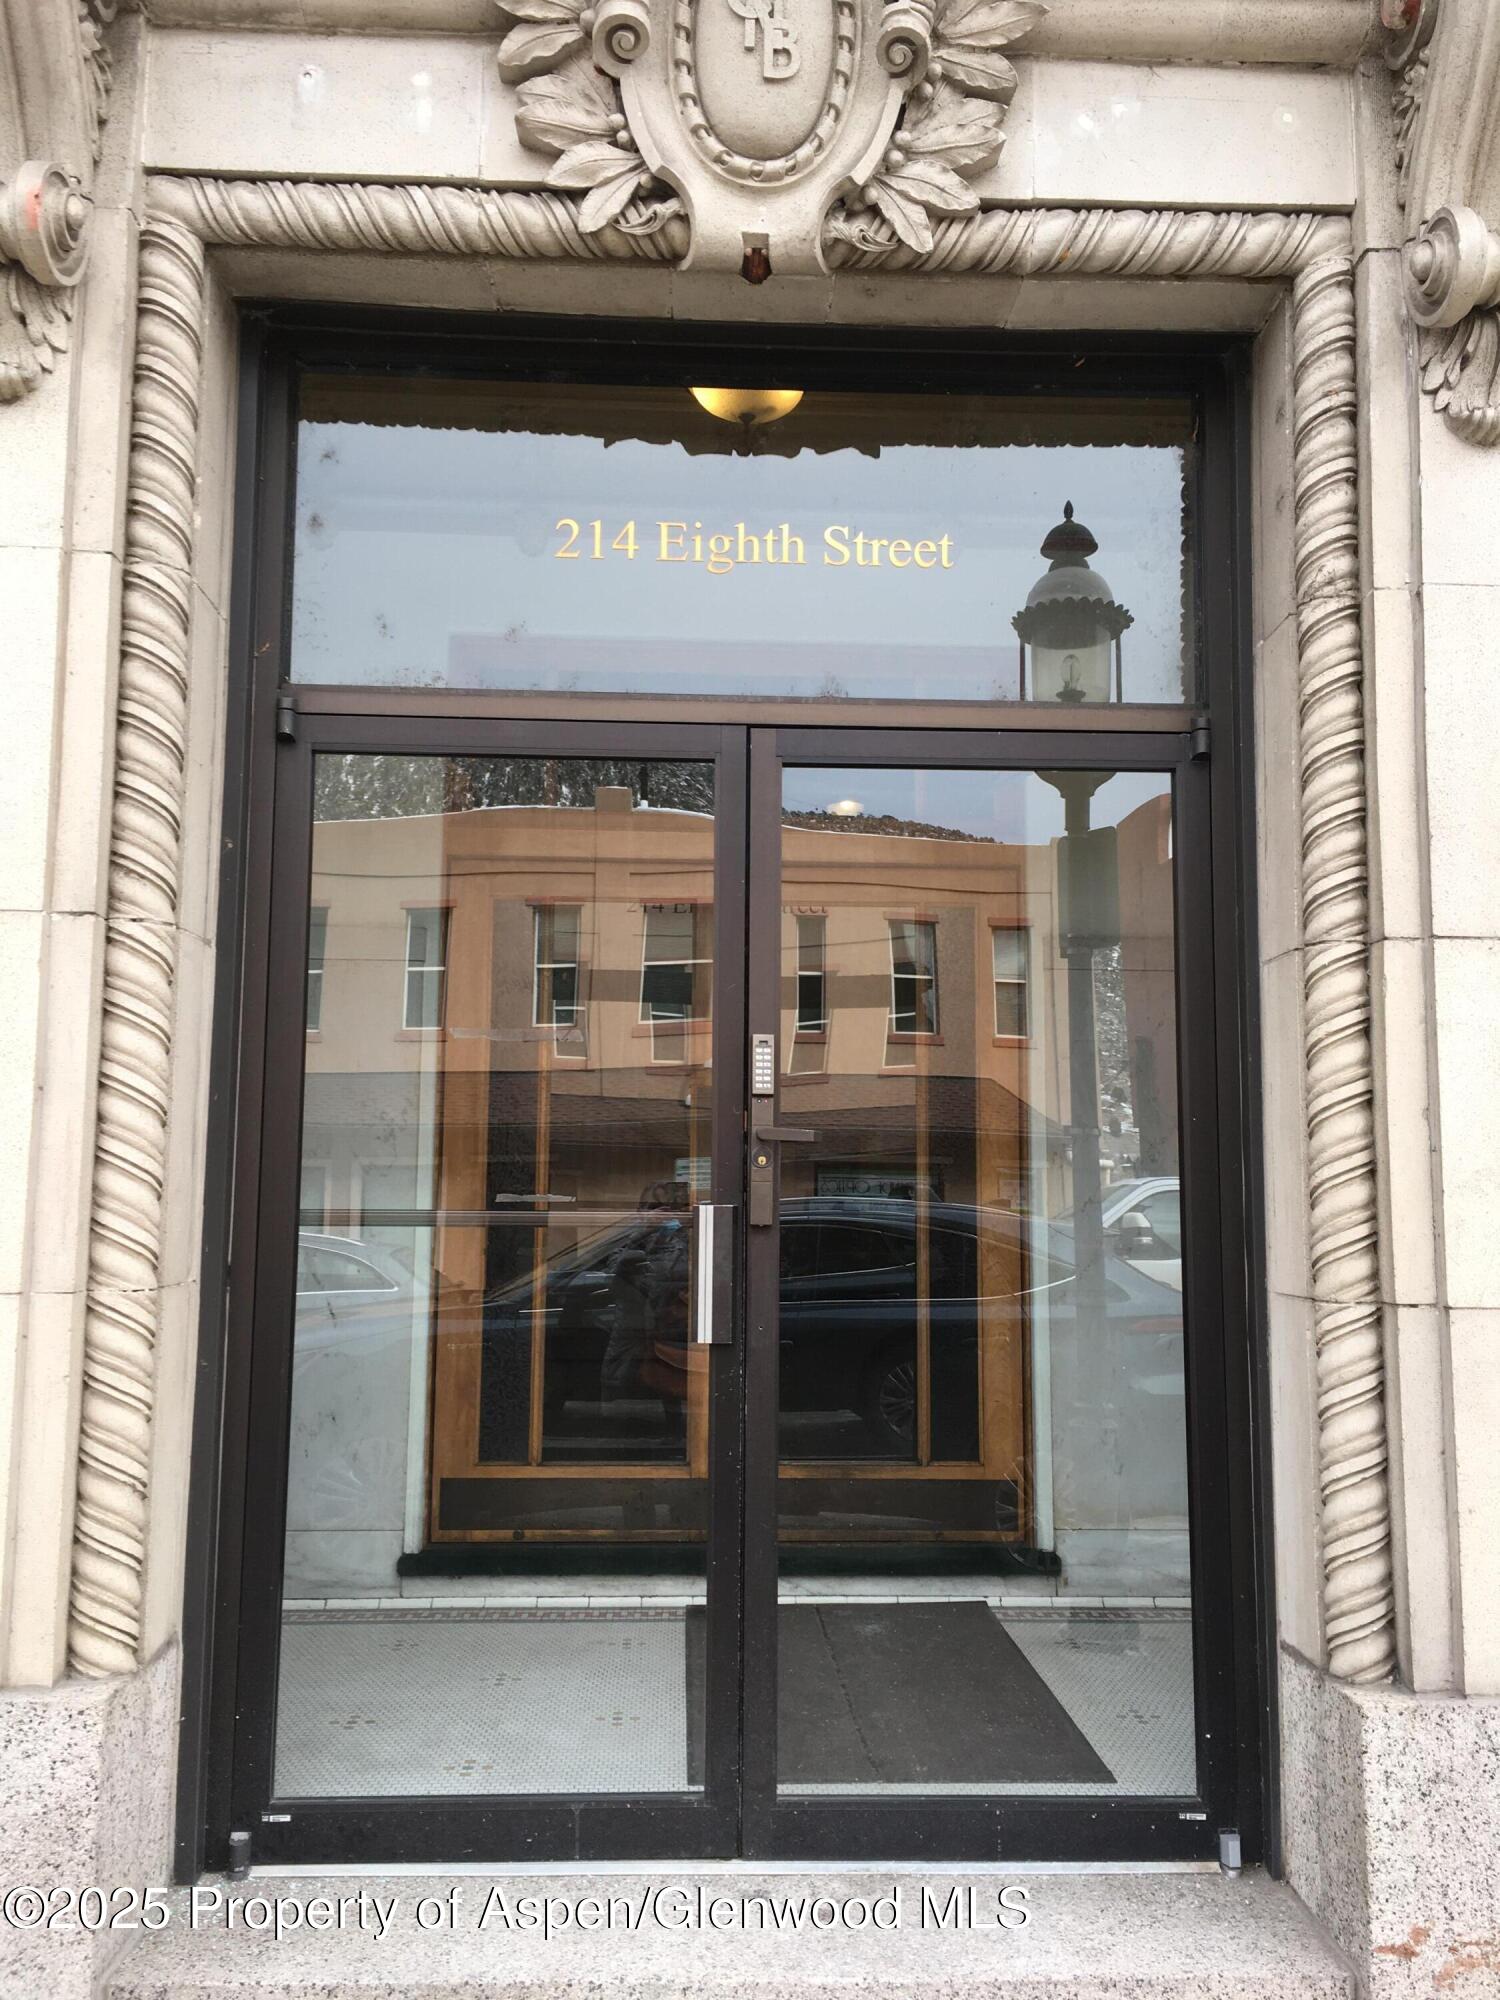 214 Eighth Street
©2025 Property of Aspen/Glenwood MLS